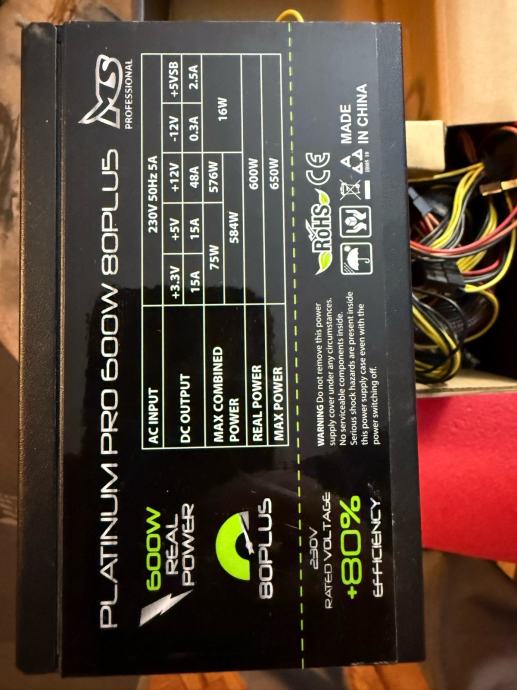 PLATINUM PRO 600W 80PLUS
MS
PROFESSIONAL
600W
REAL
POWER
80PLUS
AC INPUT 230V 50Hz 5A
DC OUTPUT +3.3V +5V +12V -12V +5VSB
15A 15A 48A 0.3A 2.5A
MAX COMBINED POWER 75W 576W 16W
584W
REAL POWER 600W
MAX POWER 650W
230V
RATED VOLTAGE
+80%
EFFICIENCY
WARNING Do not remove this power
supply cover under any circumstances.
No serviceable components inside.
Serious shock hazards are present inside
this power supply case even with the
power switching off.
ROHS CE
MADE
IN CHINA